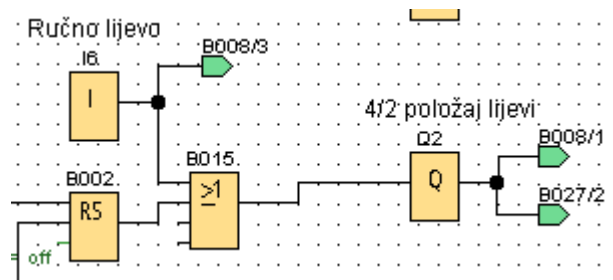 Ručno lijevo
I6
B008/3
I
4/2 položaj lijevi
Q2
B008/1
B015
B002
≥1
Q
RS
B027/2
off